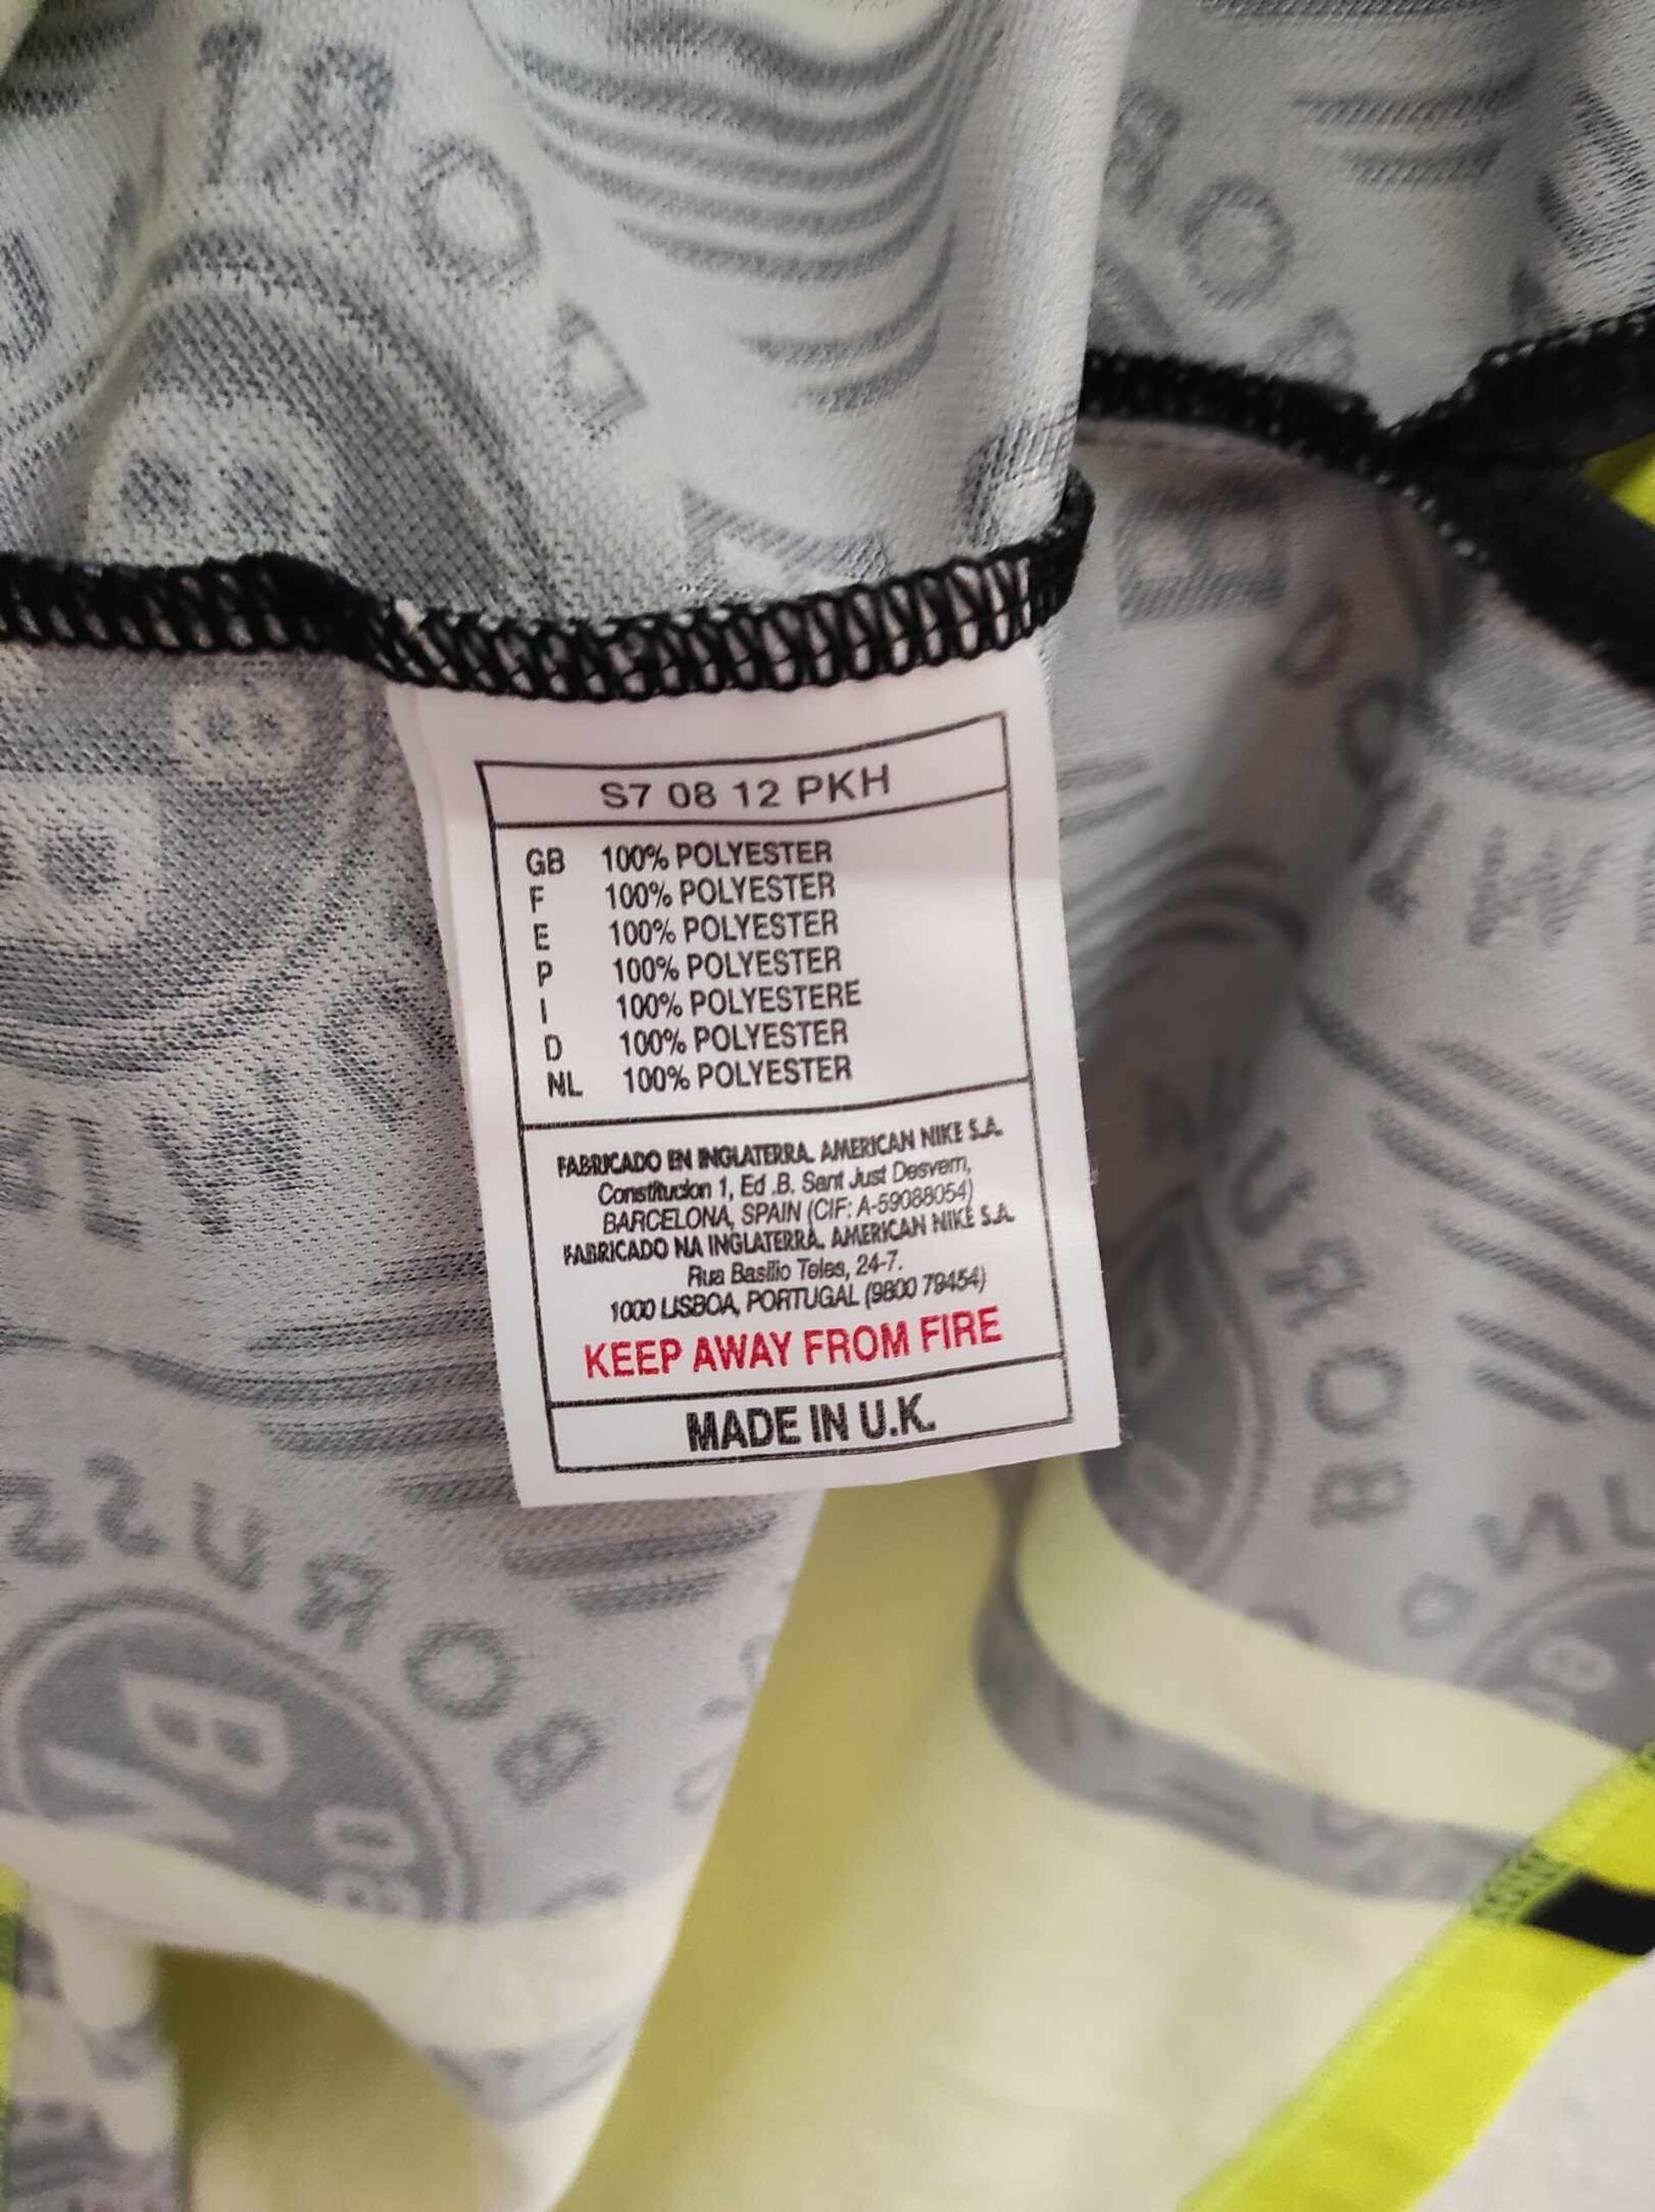 S7 08 12 PKH
GB 100% POLYESTER
F 100% POLYESTER
E 100% POLYESTER
P 100% POLYESTER
I 100% POLYESTERE
D 100% POLYESTER
NL 100% POLYESTER
FABRICADO EN INGLATERRA. AMERICAN NIKE S.A.
Constitucion 1, Ed .B. Sant Just Desvern,
BARCELONA, SPAIN (CIF: A-59088054)
FABRICADO NA INGLATERRA. AMERICAN NIKE S.A.
Rua Basilio Teles, 24-7.
1000 LISBOA, PORTUGAL (9800 79454)
KEEP AWAY FROM FIRE
MADE IN U.K.